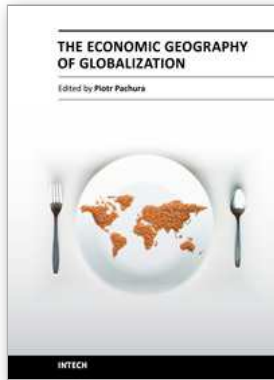 THE ECONOMIC GEOGRAPHY
OF GLOBALIZATION
Edited by Piotr Pachura
INTECH